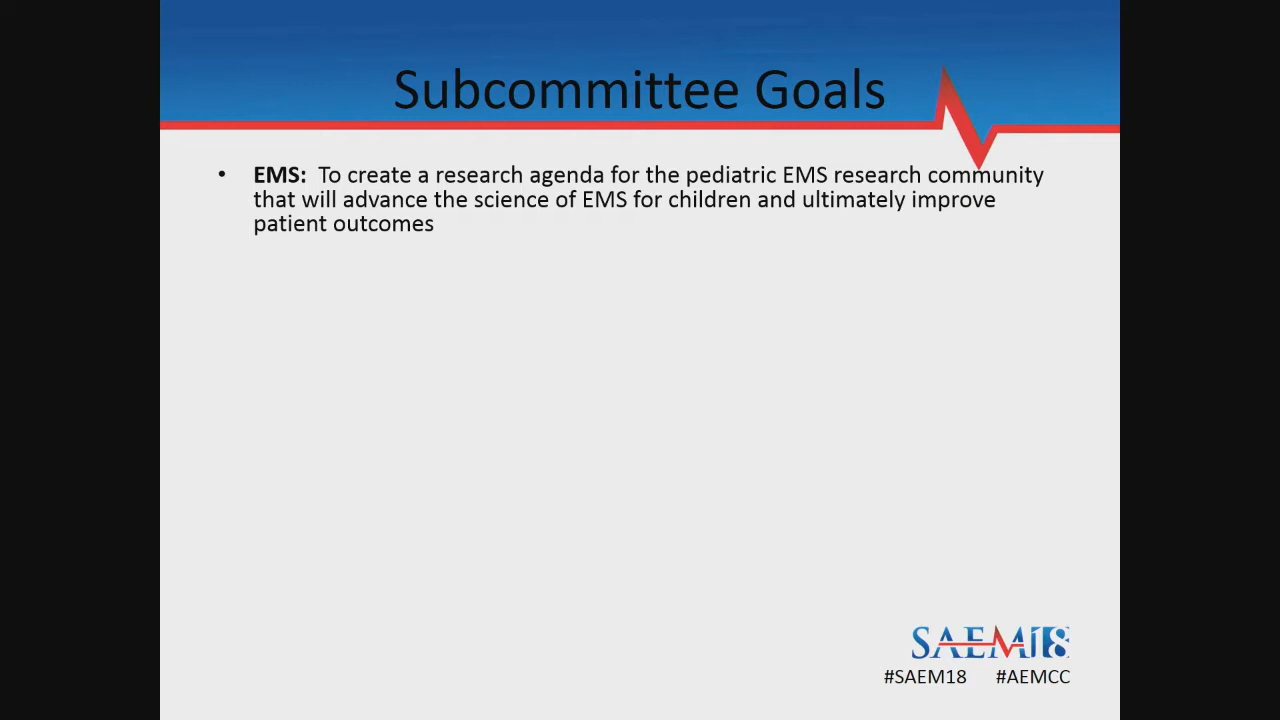 Subcommittee Goals
• EMS: To create a research agenda for the pediatric EMS research community
that will advance the science of EMS for children and ultimately improve
patient outcomes
SAEM18
#SAEM18 #AEMCC